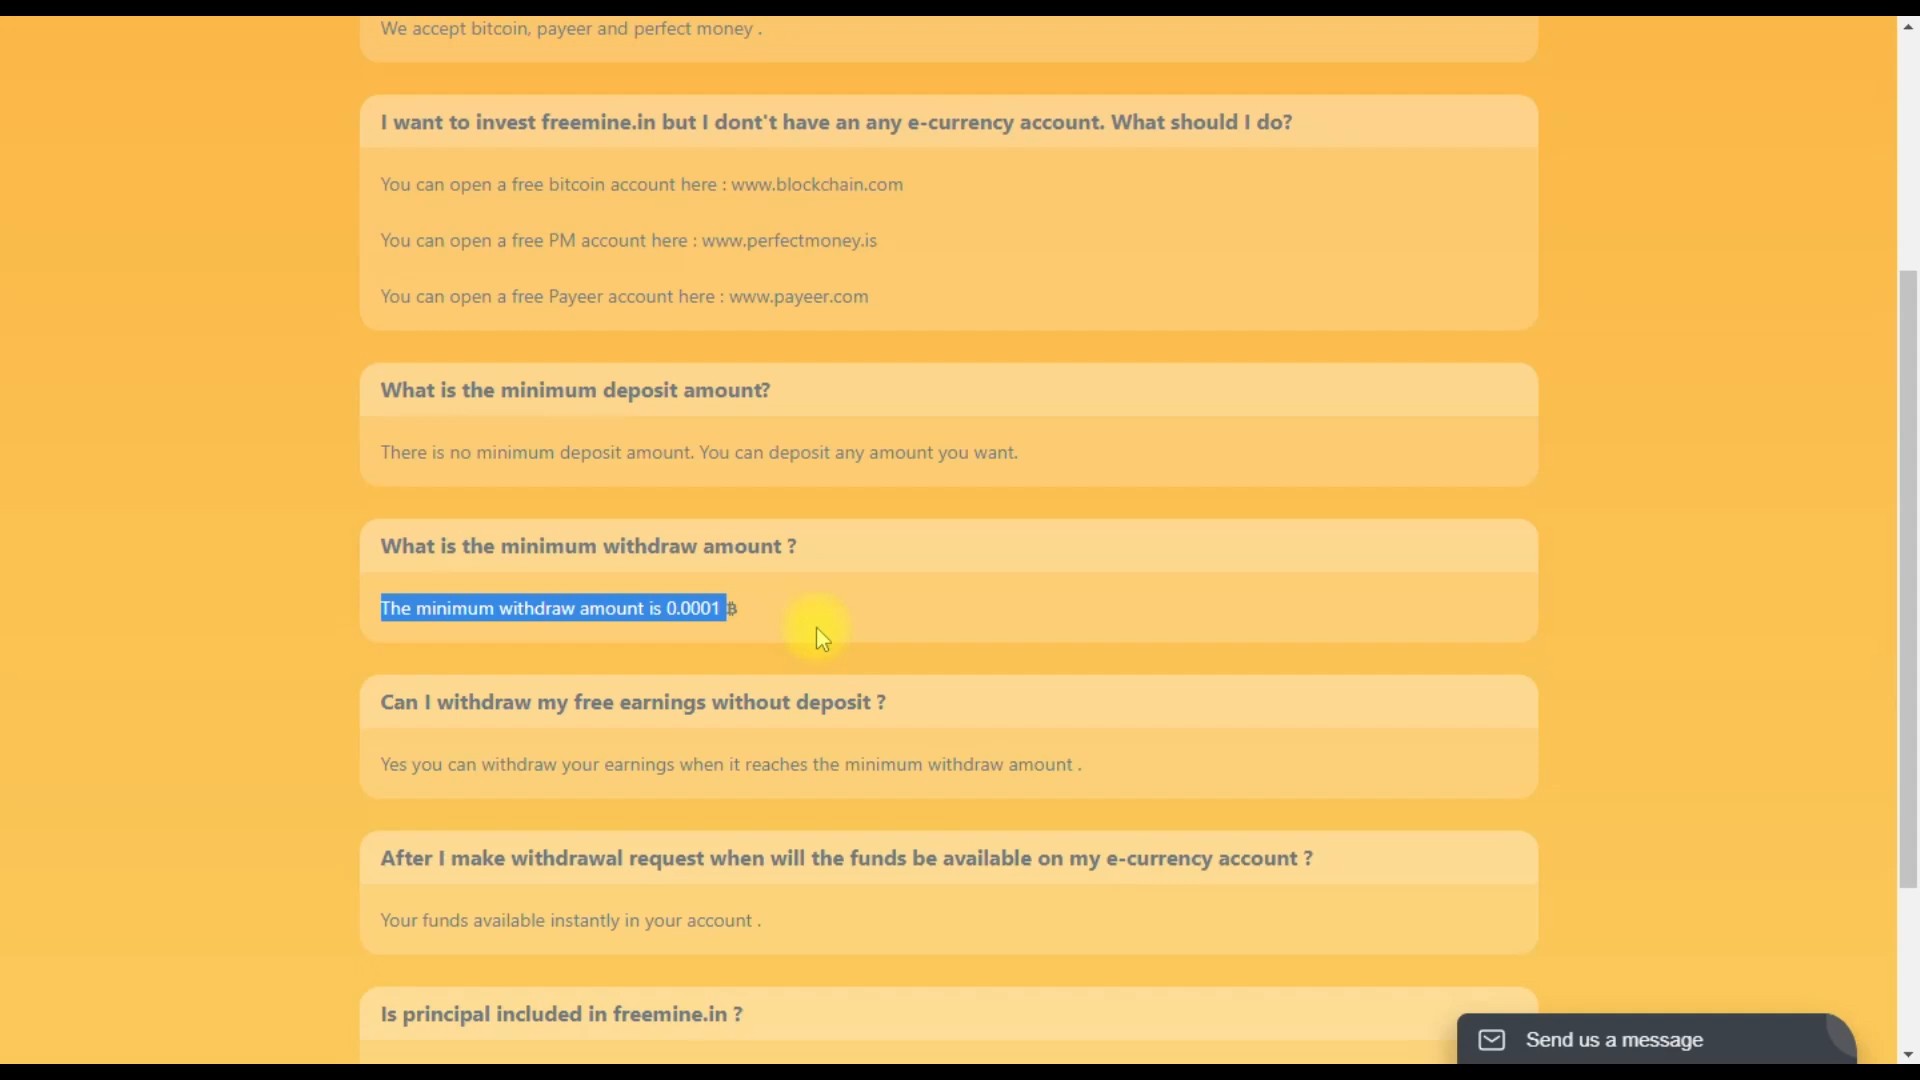 We accept bitcoin, payeer and perfect money .
I want to invest freemine.in but I dont't have an any e-currency account. What should I do?
You can open a free bitcoin account here : www.blockchain.com
You can open a free PM account here : www.perfectmoney.is
You can open a free Payeer account here : www.payeer.com
What is the minimum deposit amount?
There is no minimum deposit amount. You can deposit any amount you want.
What is the minimum withdraw amount ?
The minimum withdraw amount is 0.0001 ₿
Can I withdraw my free earnings without deposit ?
Yes you can withdraw your earnings when it reaches the minimum withdraw amount .
After I make withdrawal request when will the funds be available on my e-currency account ?
Your funds available instantly in your account .
Is principal included in freemine.in ?
Send us a message